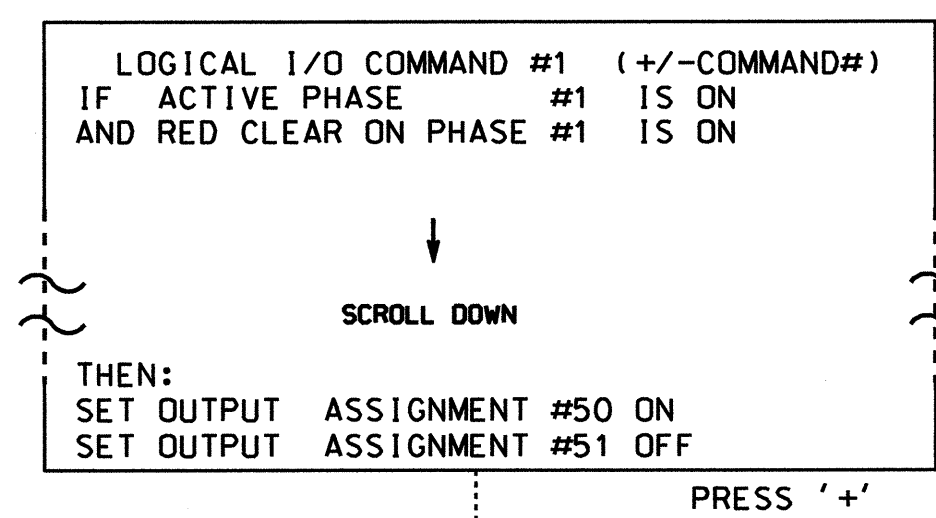 LOGICAL I/O COMMAND #1 (+/-COMMAND#)
IF ACTIVE PHASE #1 IS ON
AND RED CLEAR ON PHASE #1 IS ON
SCROLL DOWN
THEN:
SET OUTPUT ASSIGNMENT #50 ON
SET OUTPUT ASSIGNMENT #51 OFF
PRESS '+'